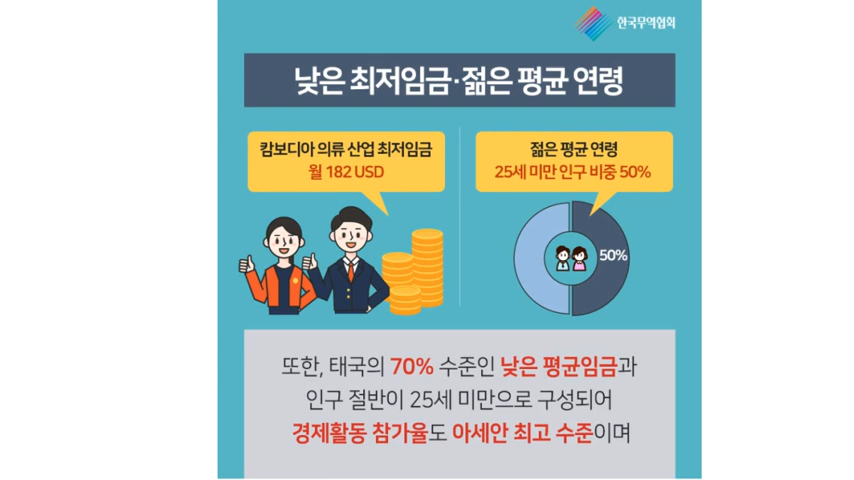 한국무역협회
낮은 최저임금·젊은 평균 연령
캄보디아 의류 산업 최저임금
월 182 USD
젊은 평균 연령
25세 미만 인구 비중 50%
50%
또한, 태국의 70% 수준인 낮은 평균임금과
인구 절반이 25세 미만으로 구성되어
경제활동 참가율도 아세안 최고 수준이며